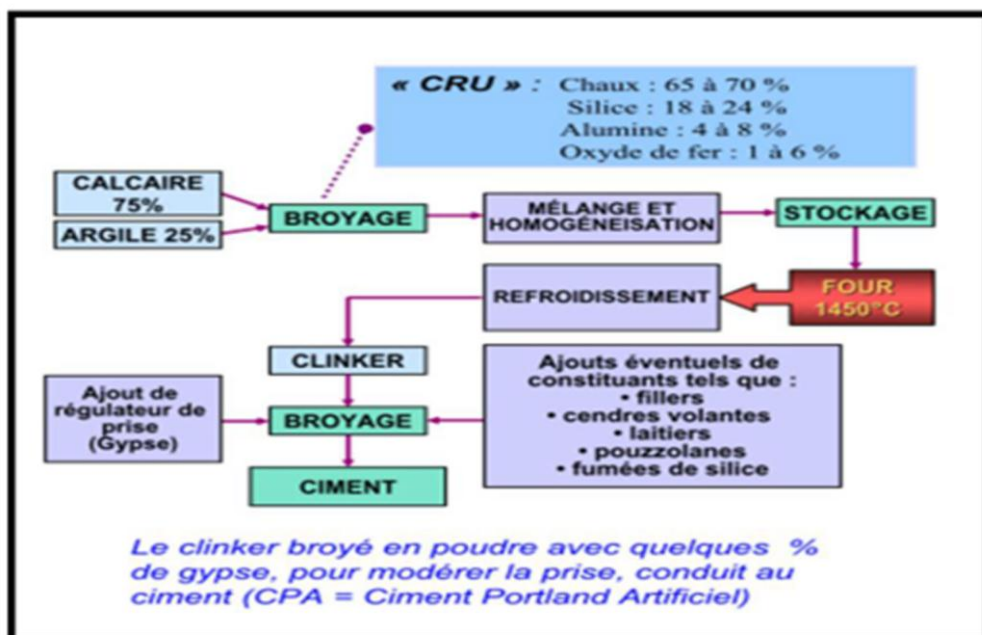 « CRU » : Chaux : 65 à 70 %
Silice : 18 à 24 %
Alumine : 4 à 8 %
Oxyde de fer : 1 à 6 %
CALCAIRE
75%
ARGILE 25%
BROYAGE
MÉLANGE ET
HOMOGÉNEISATION
STOCKAGE
FOUR
1450°C
REFROIDISSEMENT
CLINKER
Ajout de
régulateur de
prise
(Gypse)
BROYAGE
Ajouts éventuels de
constituants tels que :
• fillers
• cendres volantes
• laitiers
• pouzzolanes
• fumées de silice
CIMENT
Le clinker broyé en poudre avec quelques %
de gypse, pour modérer la prise, conduit au
ciment (CPA = Ciment Portland Artificiel)